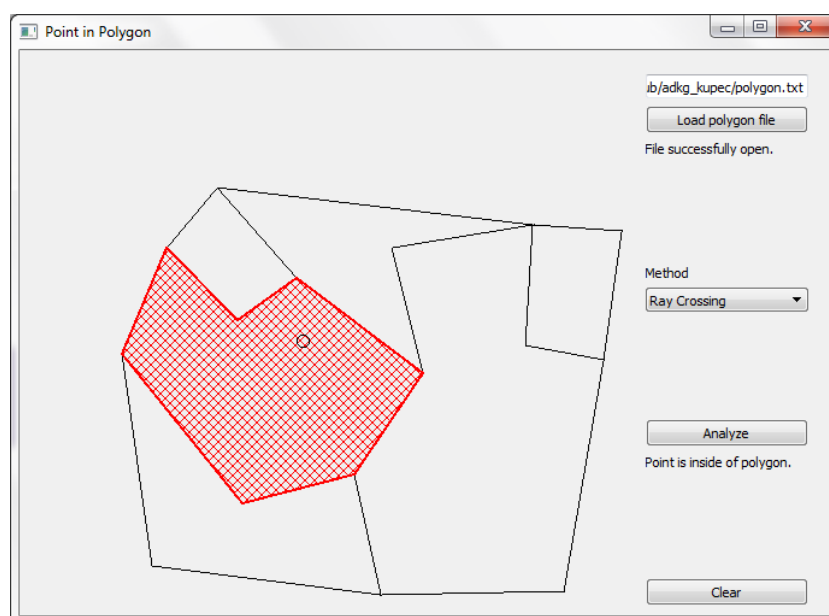 Point in Polygon
ub/adkg_kupec/polygon.txt
Load polygon file
File successfully open.
Method
Ray Crossing
Analyze
Point is inside of polygon.
Clear